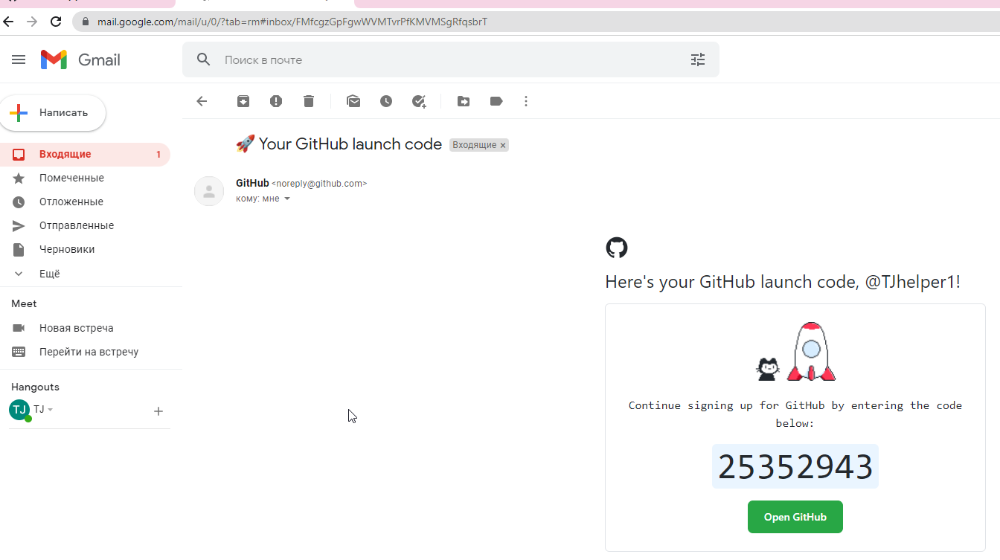 mail.google.com/mail/u/0/?tab=rm#inbox/FMfcgzGpFgwWVMTvrPfKMVMSgRfqsbrT
Gmail
Поиск в почте
Написать
Входящие 1
Помеченные
Отложенные
Отправленные
Черновики
Ещё
Meet
Новая встреча
Перейти на встречу
Hangouts
TJ TJ
🚀 Your GitHub launch code Входящие ×
GitHub <noreply@github.com>
кому: мне
Here's your GitHub launch code, @TJhelper1!
Continue signing up for GitHub by entering the code
below:
25352943
Open GitHub